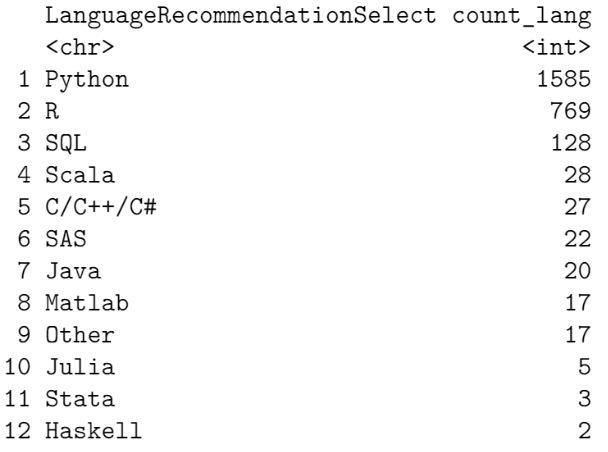 LanguageRecommendationSelect count_lang
<chr> <int>
1 Python 1585
2 R 769
3 SQL 128
4 Scala 28
5 C/C++/C# 27
6 SAS 22
7 Java 20
8 Matlab 17
9 Other 17
10 Julia 5
11 Stata 3
12 Haskell 2